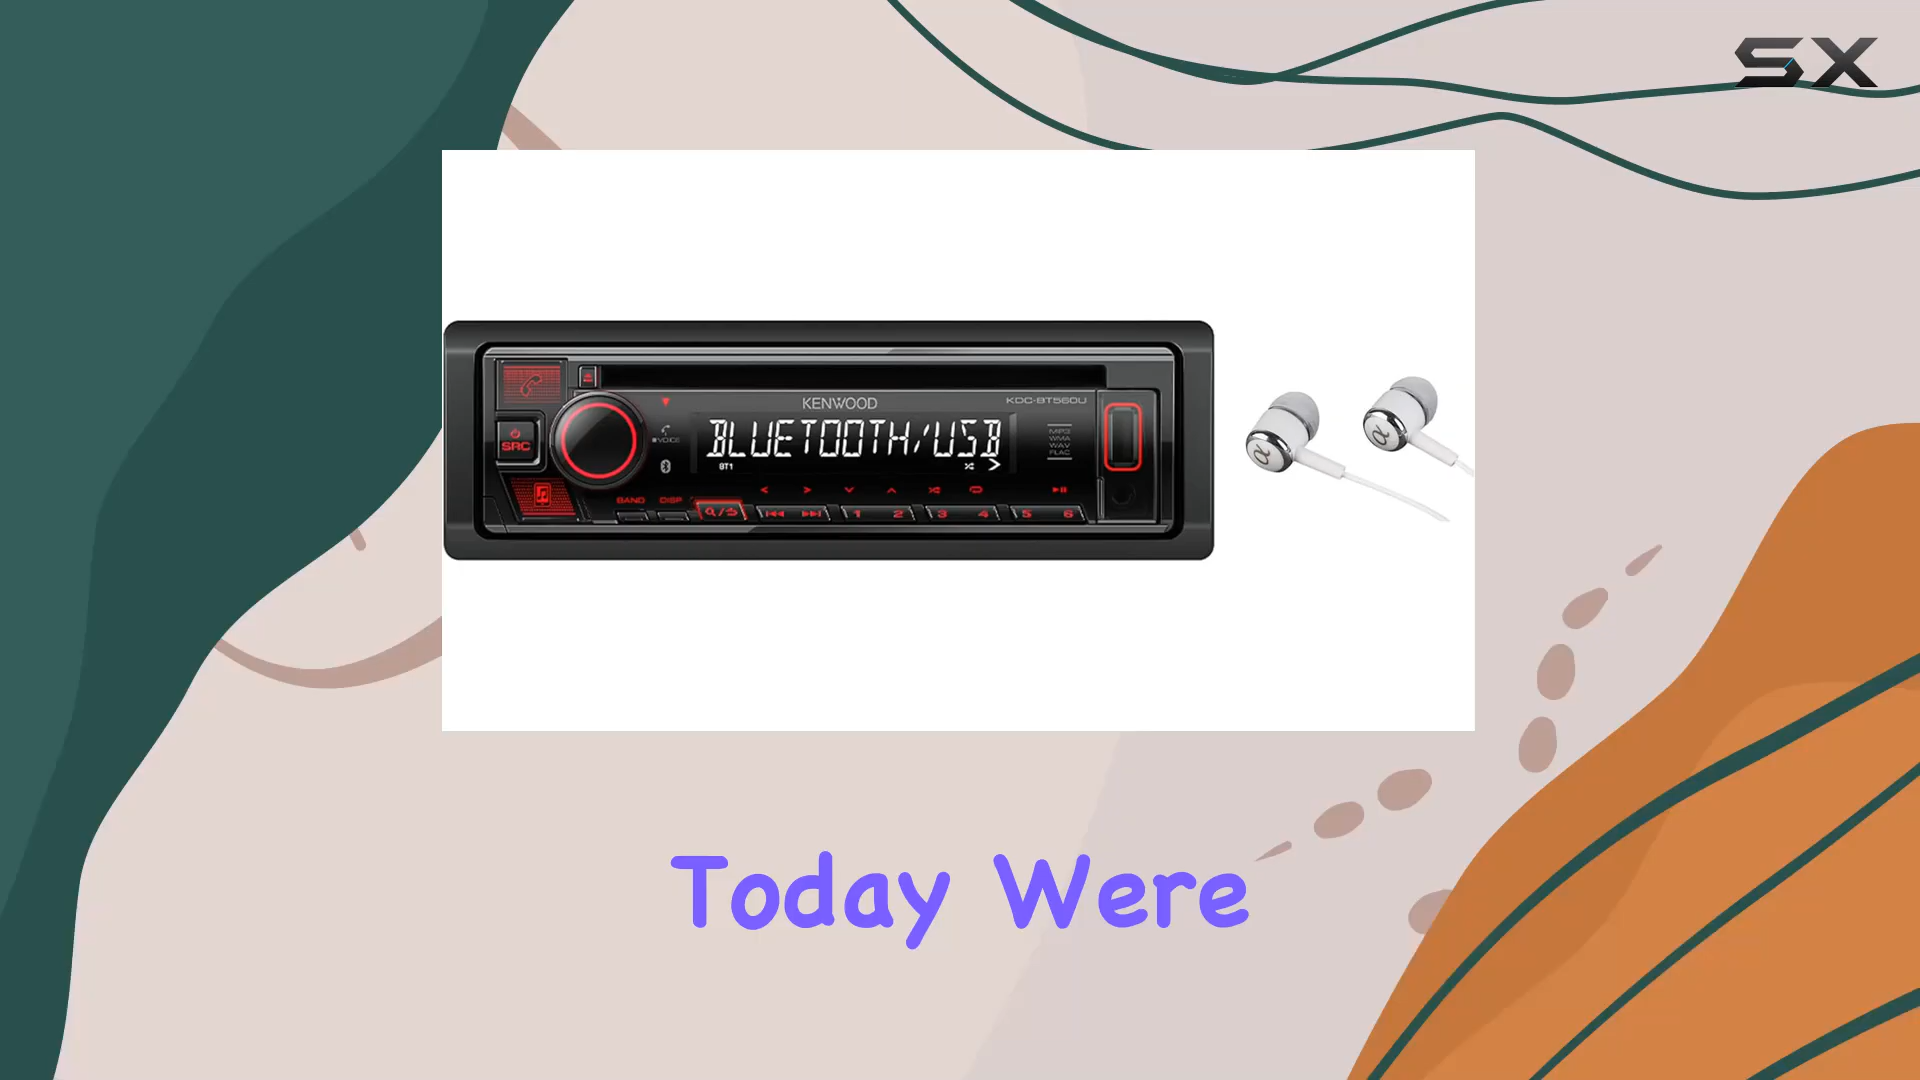 SX
KENWOOD
KDC-BT560U
SRC
VOICE
BLUETOOTH/USB
BT1
MP3
WMA
WAV
FLAC
BAND DISP
1 2 3 4 5 6
α α
Today Were